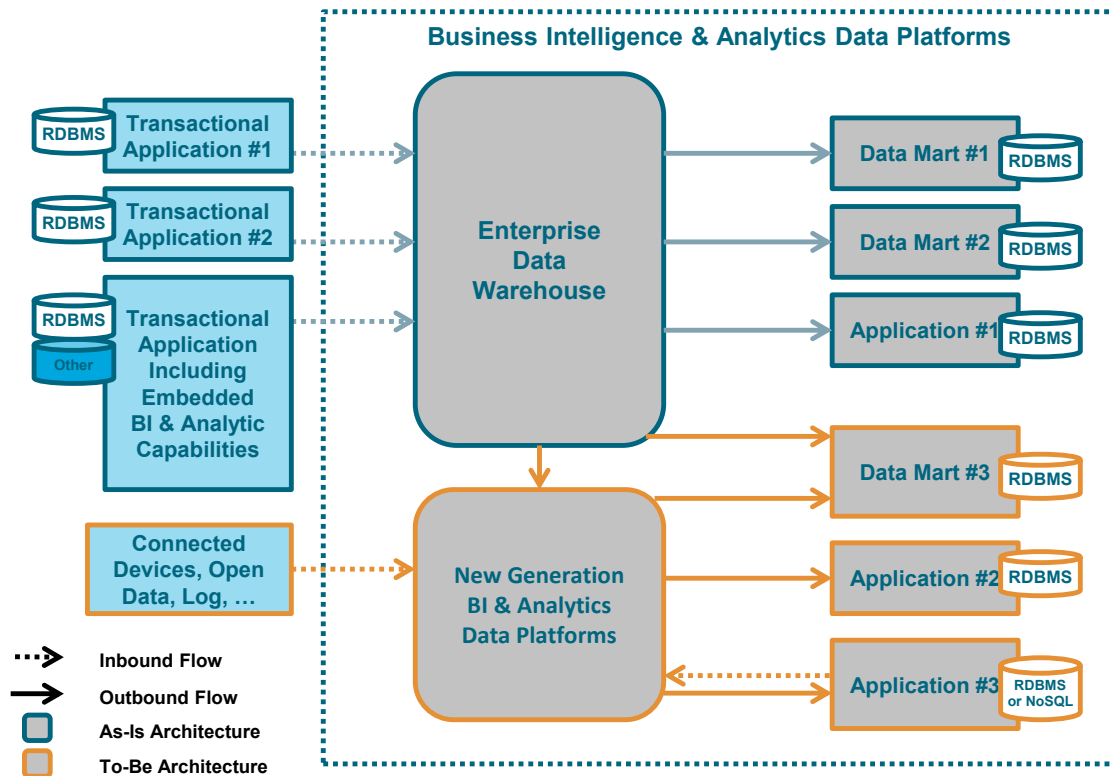 Business Intelligence & Analytics Data Platforms
RDBMS
Transactional
Application #1
RDBMS
Transactional
Application #2
RDBMS
Other
Transactional
Application
Including
Embedded
BI & Analytic
Capabilities
Connected
Devices, Open
Data, Log, …
Enterprise
Data
Warehouse
New Generation
BI & Analytics
Data Platforms
Data Mart #1
RDBMS
Data Mart #2
RDBMS
Application #1
RDBMS
Data Mart #3
RDBMS
Application #2
RDBMS
Application #3
RDBMS
or NoSQL
Inbound Flow
Outbound Flow
As-Is Architecture
To-Be Architecture